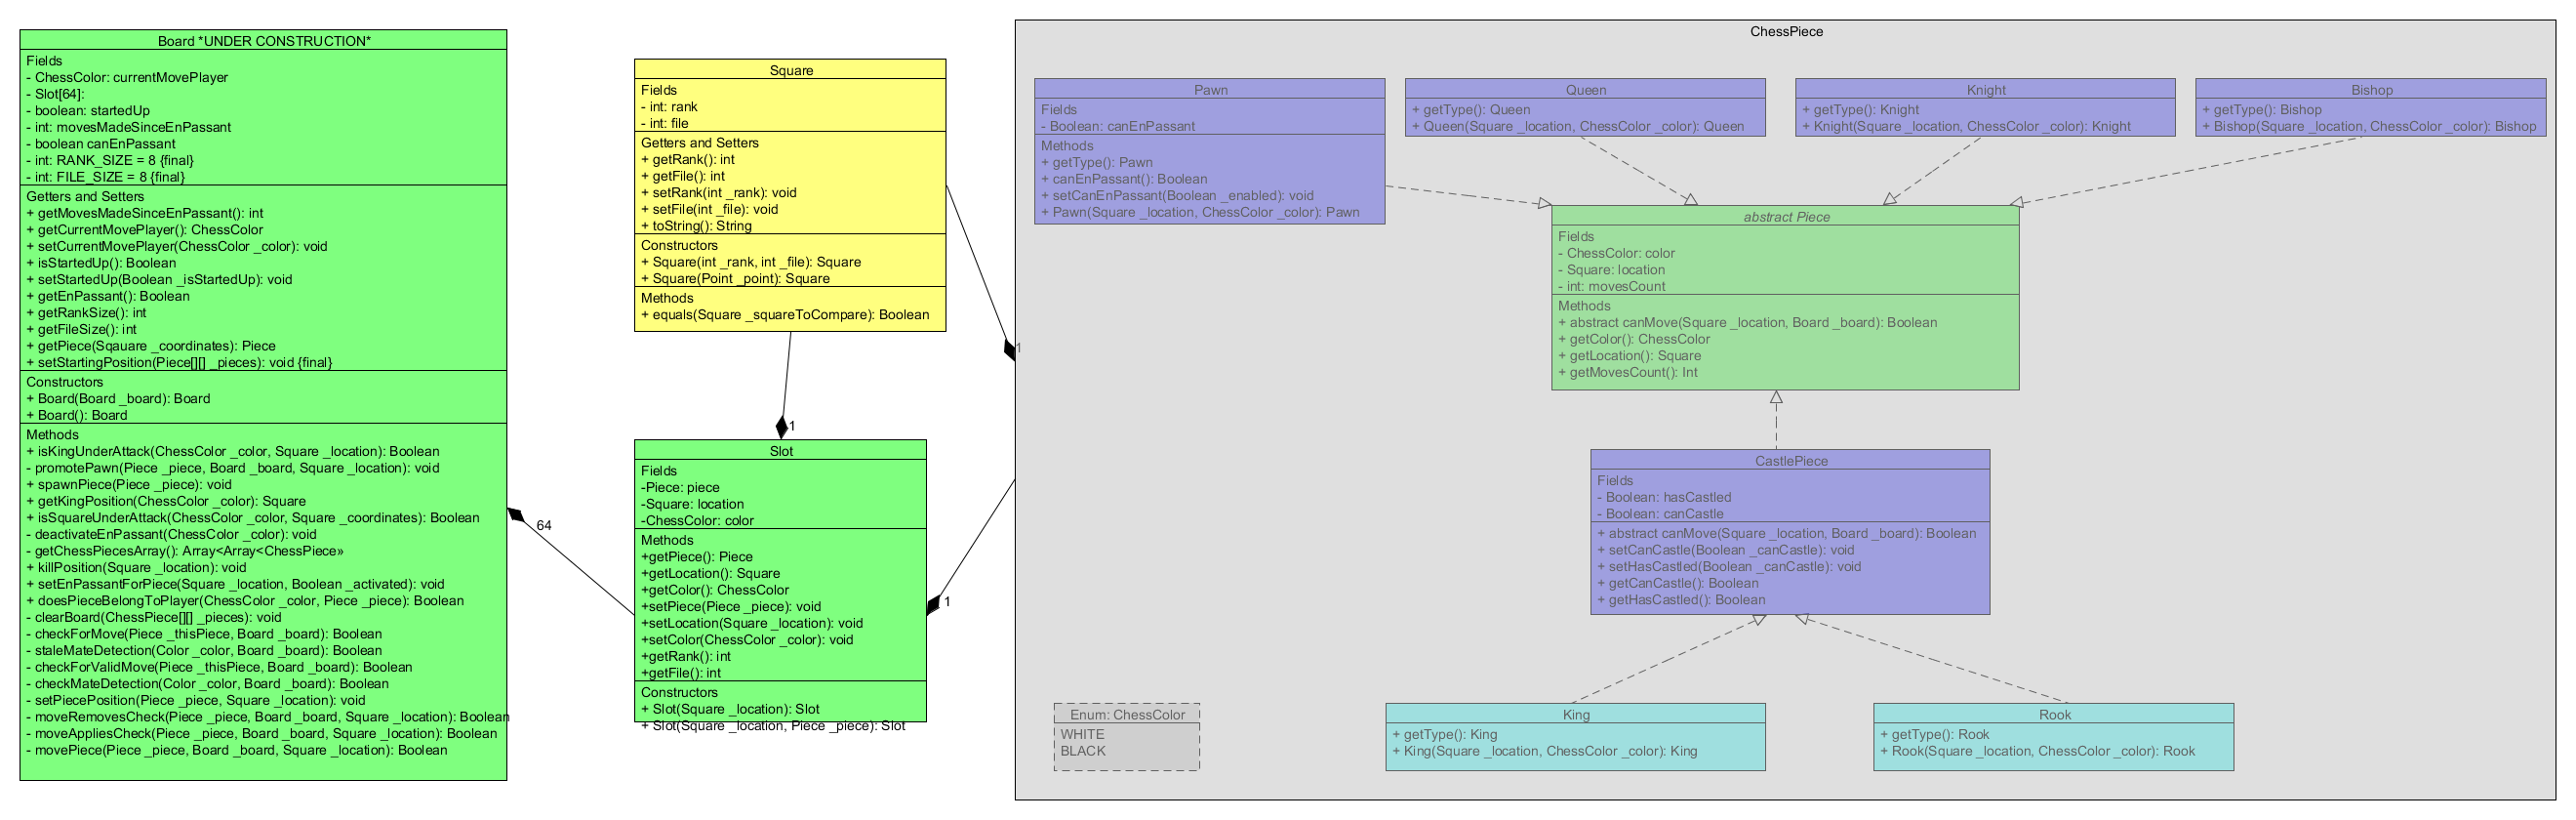 Board *UNDER CONSTRUCTION*
Fields
- ChessColor: currentMovePlayer
- Slot[64]:
- boolean: startedUp
- int: movesMadeSinceEnPassant
- boolean canEnPassant
- int: RANK_SIZE = 8 {final}
- int: FILE_SIZE = 8 {final}
Getters and Setters
+ getMovesMadeSinceEnPassant(): int
+ getCurrentMovePlayer(): ChessColor
+ setCurrentMovePlayer(ChessColor _color): void
+ isStartedUp(): Boolean
+ setStartedUp(Boolean _isStartedUp): void
+ getEnPassant(): Boolean
+ getRankSize(): int
+ getFileSize(): int
+ getPiece(Sqauare _coordinates): Piece
+ setStartingPosition(Piece[][] _pieces): void {final}
Constructors
+ Board(Board _board): Board
+ Board(): Board
Methods
+ isKingUnderAttack(ChessColor _color, Square _location): Boolean
- promotePawn(Piece _piece, Board _board, Square _location): void
+ spawnPiece(Piece _piece): void
+ getKingPosition(ChessColor _color): Square
+ isSquareUnderAttack(ChessColor _color, Square _coordinates): Boolean
- deactivateEnPassant(ChessColor _color): void
- getChessPiecesArray(): Array<Array<ChessPiece»
+ killPosition(Square _location): void
+ setEnPassantForPiece(Square _location, Boolean _activated): void
+ doesPieceBelongToPlayer(ChessColor _color, Piece _piece): Boolean
- clearBoard(ChessPiece[][] _pieces): void
- checkForMove(Piece _thisPiece, Board _board): Boolean
- staleMateDetection(Color _color, Board _board): Boolean
- checkForValidMove(Piece _thisPiece, Board _board): Boolean
- checkMateDetection(Color _color, Board _board): Boolean
- setPiecePosition(Piece _piece, Square _location): void
- moveRemovesCheck(Piece _piece, Board _board, Square _location): Boolean
- moveAppliesCheck(Piece _piece, Board _board, Square _location): Boolean
- movePiece(Piece _piece, Board _board, Square _location): Boolean
64
Square
Fields
- int: rank
- int: file
Getters and Setters
+ getRank(): int
+ getFile(): int
+ setRank(int _rank): void
+ setFile(int _file): void
+ toString(): String
Constructors
+ Square(int _rank, int _file): Square
+ Square(Point _point): Square
Methods
+ equals(Square _squareToCompare): Boolean
1
1
Slot
Fields
-Piece: piece
-Square: location
-ChessColor: color
Methods
+getPiece(): Piece
+getLocation(): Square
+getColor(): ChessColor
+setPiece(Piece _piece): void
+setLocation(Square _location): void
+setColor(ChessColor _color): void
+getRank(): int
+getFile(): int
Constructors
+ Slot(Square _location): Slot
+ Slot(Square _location, Piece _piece): Slot
1
ChessPiece
Pawn
Fields
- Boolean: canEnPassant
Methods
+ getType(): Pawn
+ canEnPassant(): Boolean
+ setCanEnPassant(Boolean _enabled): void
+ Pawn(Square _location, ChessColor _color): Pawn
Queen
+ getType(): Queen
+ Queen(Square _location, ChessColor _color): Queen
Knight
+ getType(): Knight
+ Knight(Square _location, ChessColor _color): Knight
Bishop
+ getType(): Bishop
+ Bishop(Square _location, ChessColor _color): Bishop
abstract Piece
Fields
- ChessColor: color
- Square: location
- int: movesCount
Methods
+ abstract canMove(Square _location, Board _board): Boolean
+ getColor(): ChessColor
+ getLocation(): Square
+ getMovesCount(): Int
CastlePiece
Fields
- Boolean: hasCastled
- Boolean: canCastle
+ abstract canMove(Square _location, Board _board): Boolean
+ setCanCastle(Boolean _canCastle): void
+ setHasCastled(Boolean _canCastle): void
+ getCanCastle(): Boolean
+ getHasCastled(): Boolean
Enum: ChessColor
WHITE
BLACK
King
+ getType(): King
+ King(Square _location, ChessColor _color): King
Rook
+ getType(): Rook
+ Rook(Square _location, ChessColor _color): Rook